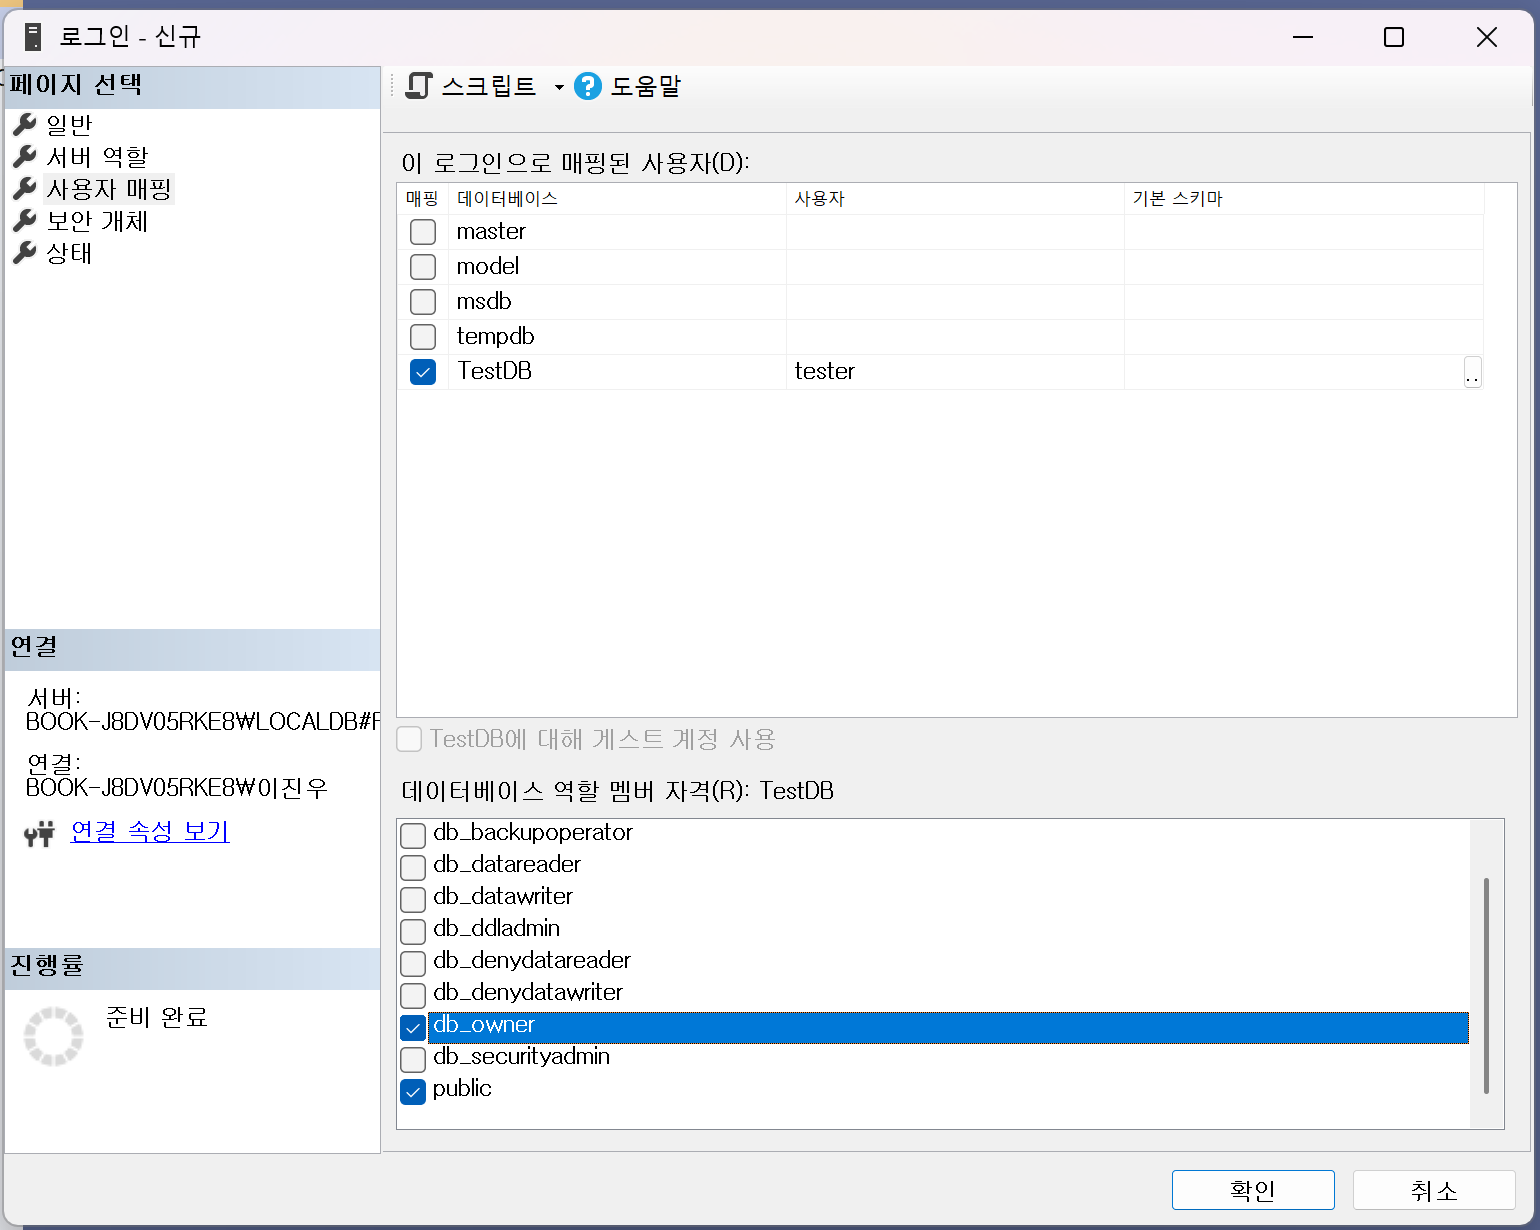 로그인 - 신규
페이지 선택
일반
서버 역할
사용자 매핑
보안 개체
상태
연결
서버:
BOOK-J8DV05RKE8₩LOCALDB#F
연결:
BOOK-J8DV05RKE8₩이진우
연결 속성 보기
진행률
준비 완료
스크립트
도움말
이 로그인으로 매핑된 사용자(D):
매핑 데이터베이스 사용자 기본 스키마
master
model
msdb
tempdb
TestDB tester
..
TestDB에 대해 게스트 계정 사용
데이터베이스 역할 멤버 자격(R): TestDB
db_backupoperator
db_datareader
db_datawriter
db_ddladmin
db_denydatareader
db_denydatawriter
db_owner
db_securityadmin
public
확인 취소